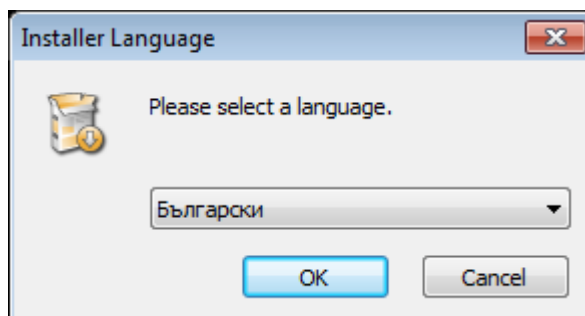 Installer Language
Please select a language.
Български
OK
Cancel